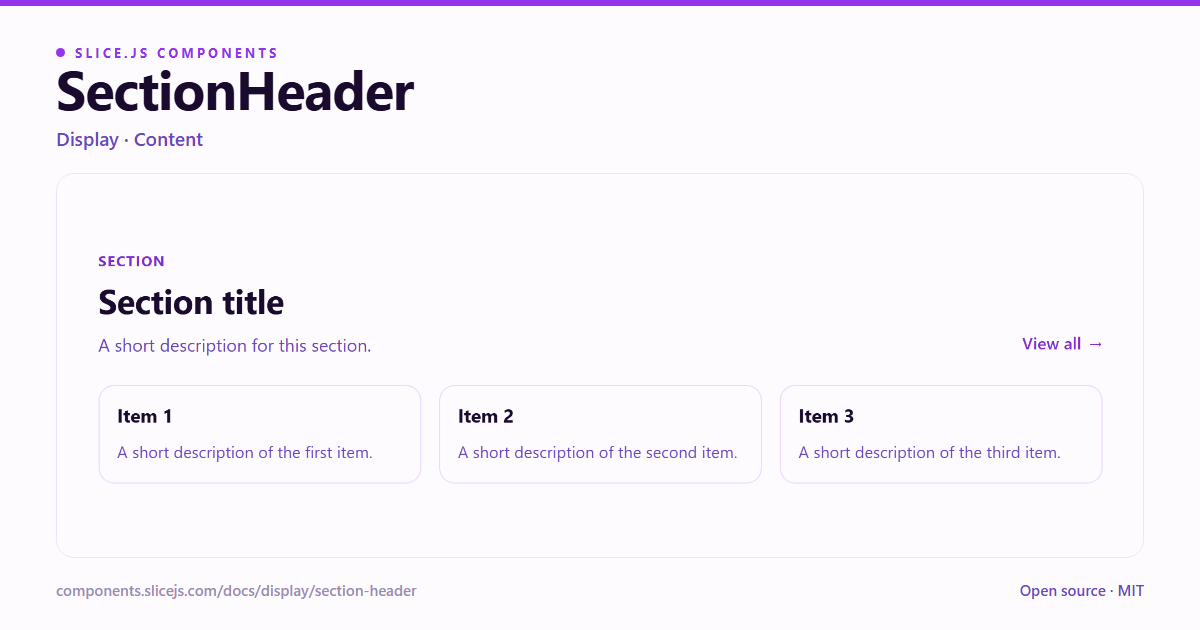 SLICE.JS COMPONENTS
SectionHeader
Display · Content
SECTION
Section title
A short description for this section.
View all →
Item 1
A short description of the first item.
Item 2
A short description of the second item.
Item 3
A short description of the third item.
components.slicejs.com/docs/display/section-header
Open source · MIT